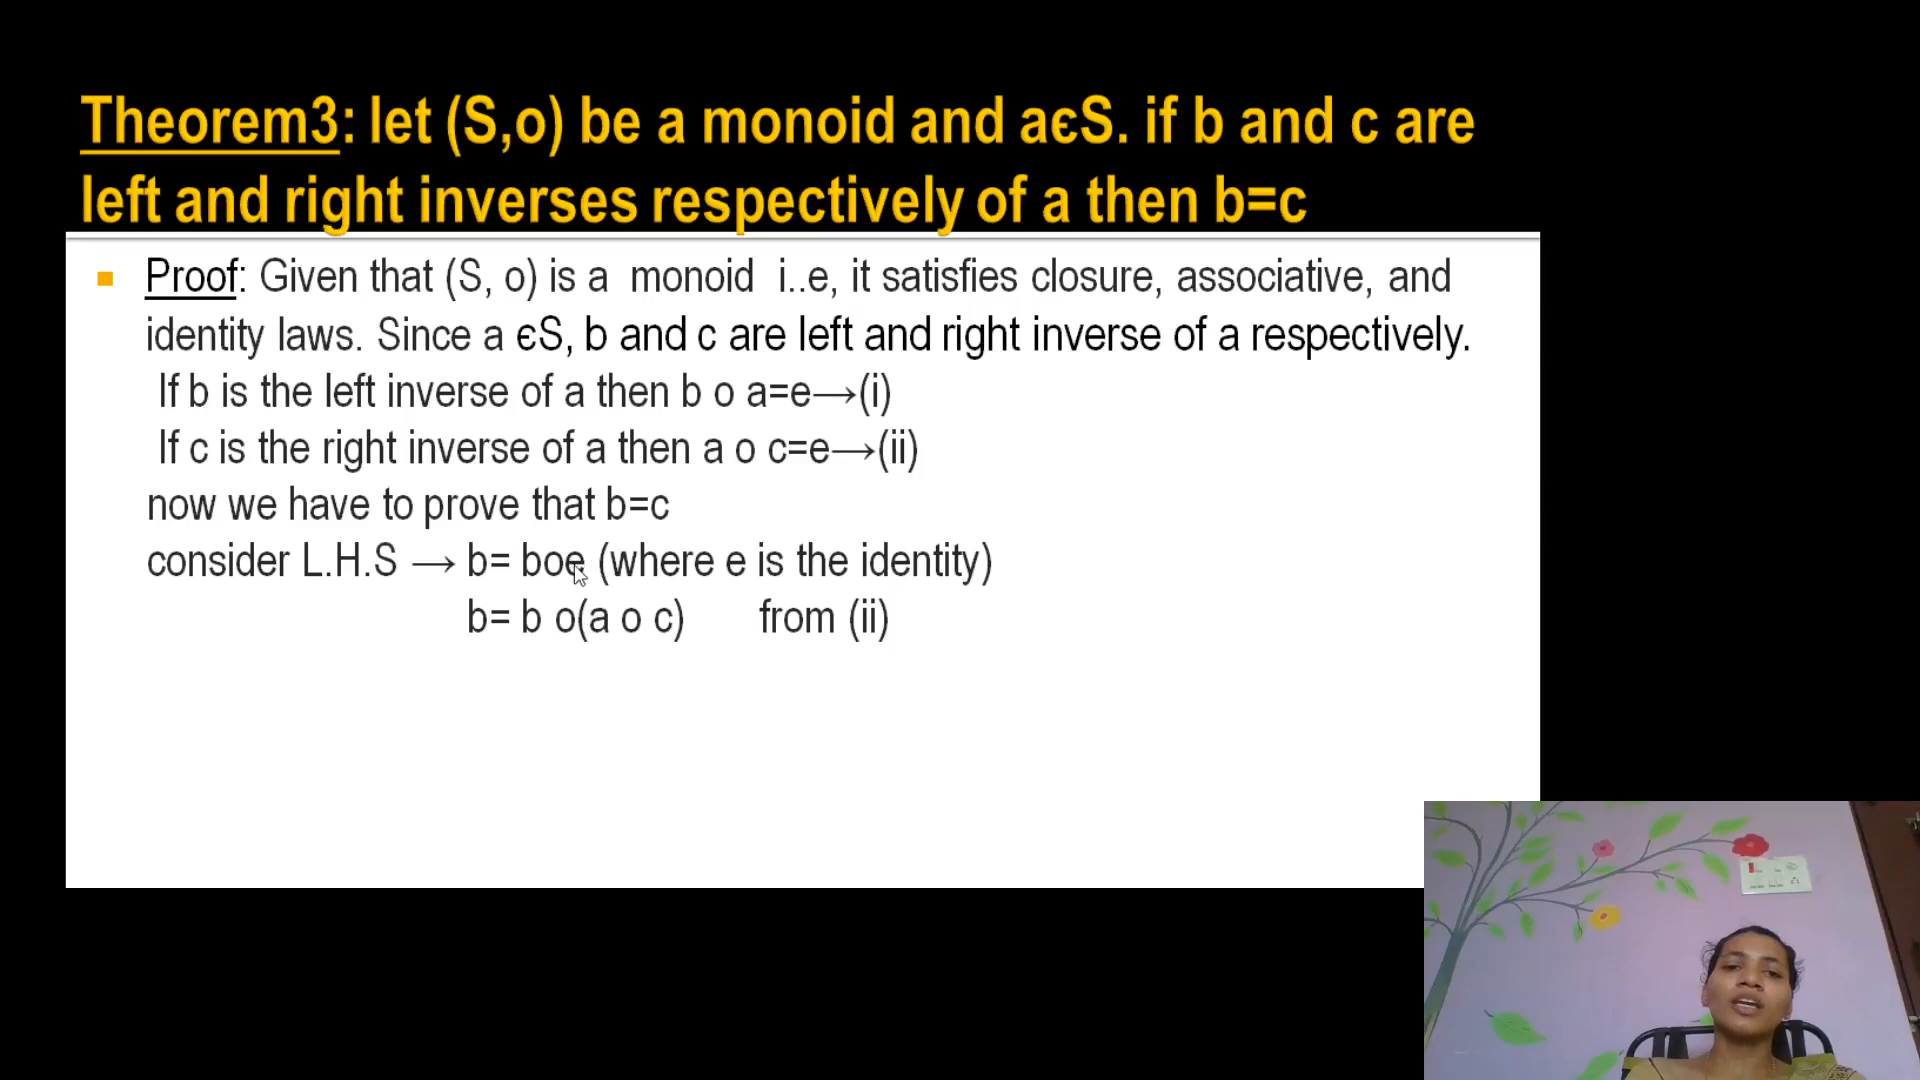 Theorem3: let (S,o) be a monoid and aєS. if b and c are
left and right inverses respectively of a then b=c
Proof: Given that (S, o) is a monoid i..e, it satisfies closure, associative, and
identity laws. Since a єS, b and c are left and right inverse of a respectively.
If b is the left inverse of a then b o a=e→(i)
If c is the right inverse of a then a o c=e→(ii)
now we have to prove that b=c
consider L.H.S → b= boe (where e is the identity)
b= b o(a o c) from (ii)